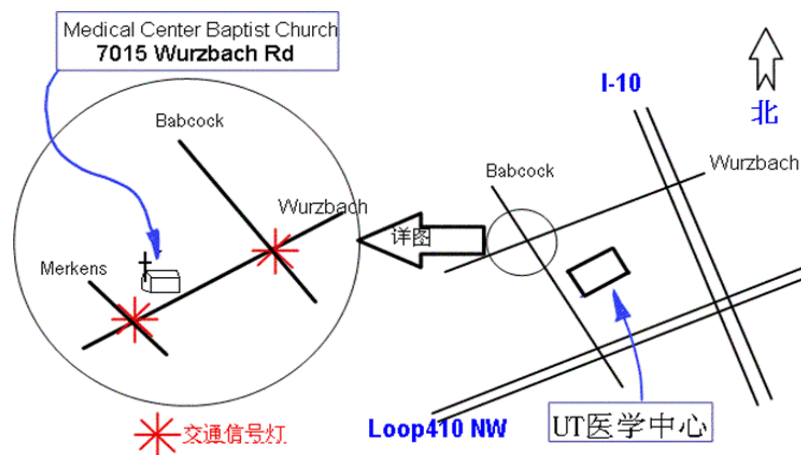 Medical Center Baptist Church
7015 Wurzbach Rd
Babcock
Wurzbach
Merkens
交通信号灯
详图
I-10
北
Babcock
Wurzbach
Loop410 NW
UT医学中心